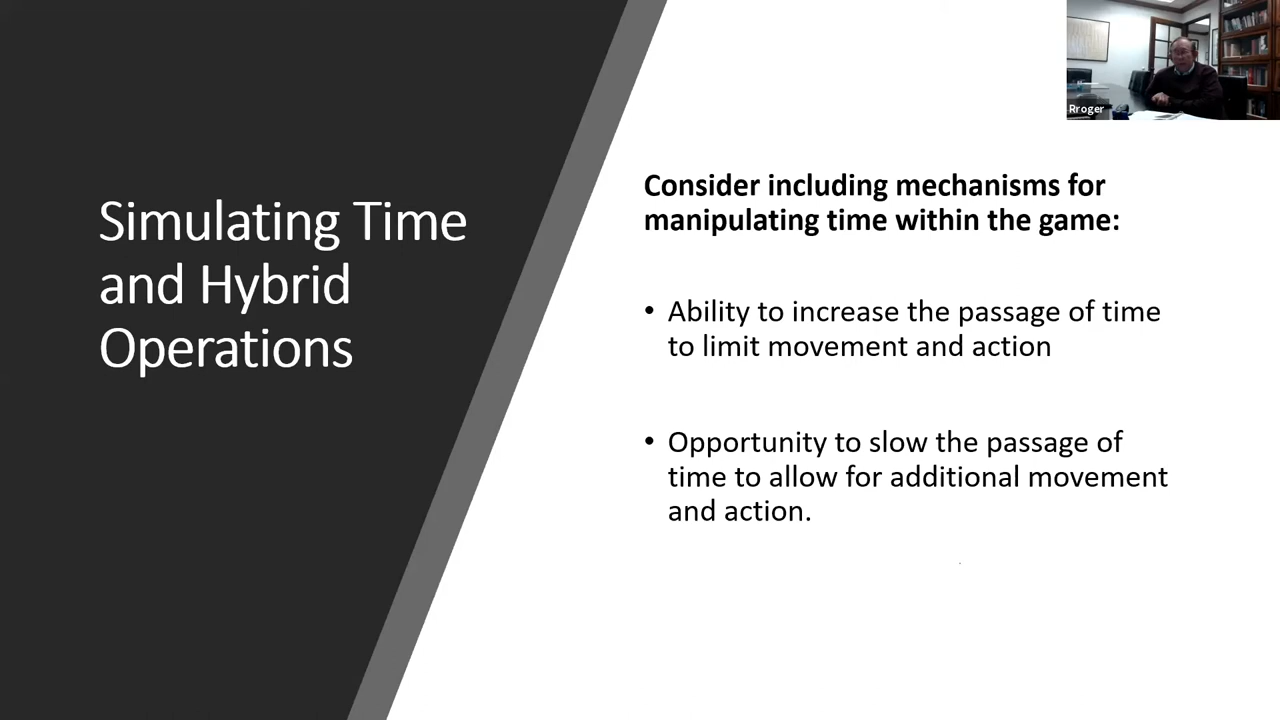 Rroger
Simulating Time
and Hybrid
Operations
Consider including mechanisms for
manipulating time within the game:
• Ability to increase the passage of time
to limit movement and action
• Opportunity to slow the passage of
time to allow for additional movement
and action.